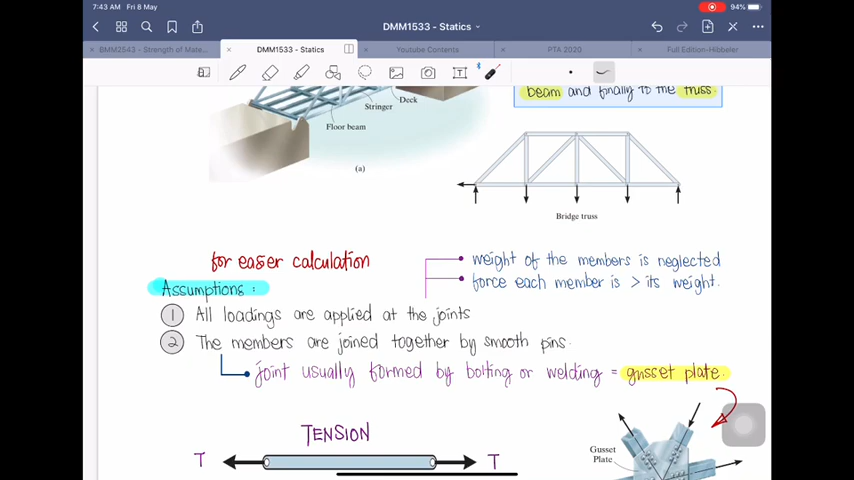 7:43 AM Fri 8 May
94%
DMM1533 - Statics
BMM2543 - Strength of Mate...
DMM1533 - Statics
Youtube Contents
PTA 2020
Full Edition-Hibbeler
Deck
Stringer
Floor beam
(a)
beam and finally to the truss.
Bridge truss
for easier calculation
weight of the members is neglected
force each member is > its weight.
Assumptions :
1 All loadings are applied at the joints
2 The members are joined together by smooth pins.
joint usually formed by bolting or welding = gusset plate.
TENSION
T T
Gusset
Plate